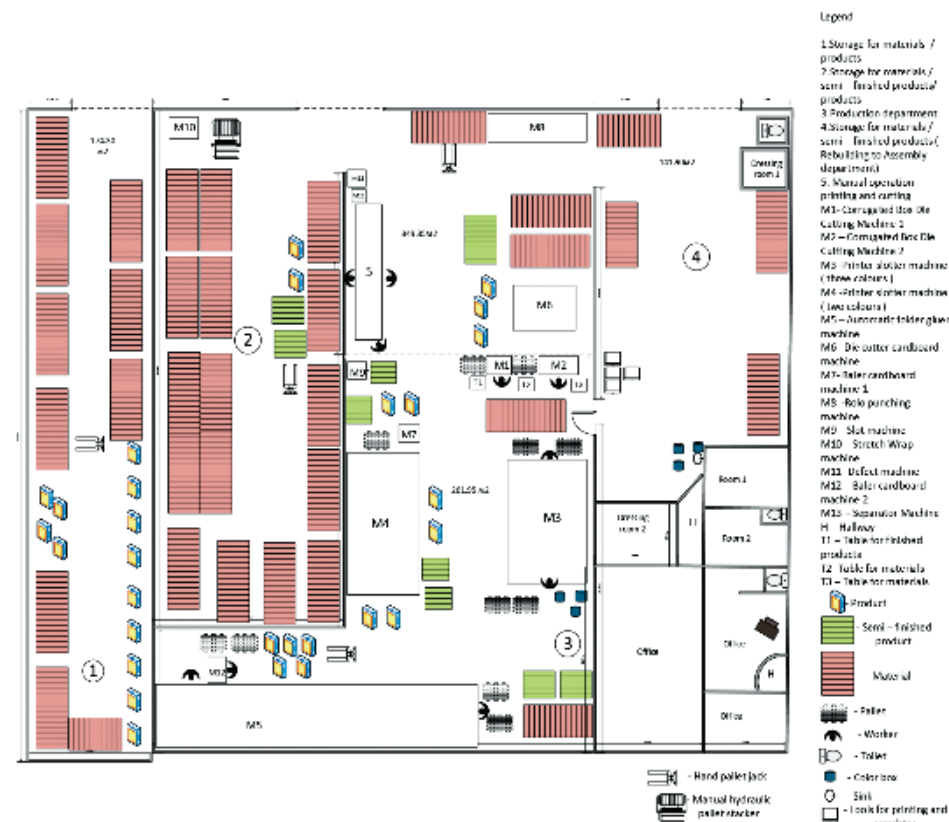 Legend
1.Storage for materials /
products
2.Storage for materials /
semi finished products/
products
3 Production department
4.Storage for materials /
semi finished products (
Rebuilding to Assembly
department)
5. Manual operation
printing and cutting
M1- Corrugated Box Die
Cutting Machine 1
M2 – Corrugated Box Die
Cutting Machine 2
M3 Printer slotter machine
( three colours )
M4 -Printer slotter machine
( two colours )
M5 – Automatic folder gluer
machine
M6 Die cutter cardboard
machine
M7- Baler cardboard
machine 1
M8 -Rolo punching
machine
M9 Slot machine
M10 Stretch Wrap
machine
M11 Defect machine
M12 Baler cardboard
machine 2
M13 – Separator Machine
H Hallway
T1 – Table for finished
products
T2 Table for materials
T3 – Table for materials
- Product
- Semi – finished
product
Material
- Pallet
- Worker
- Toilet
- Color box
Sink
- Tools for printing and
- Hand pallet jack
- Manual hydraulic
pallet stacker
M10
M8
Dressing
room 1
5
4
2
M6
M9
M1
M2
T1
T2
M7
M4
M3
261.95 m2
Room 1
Dressing
room 2
H
Room 2
Office
Office
H
Office
3
1
M12
M5